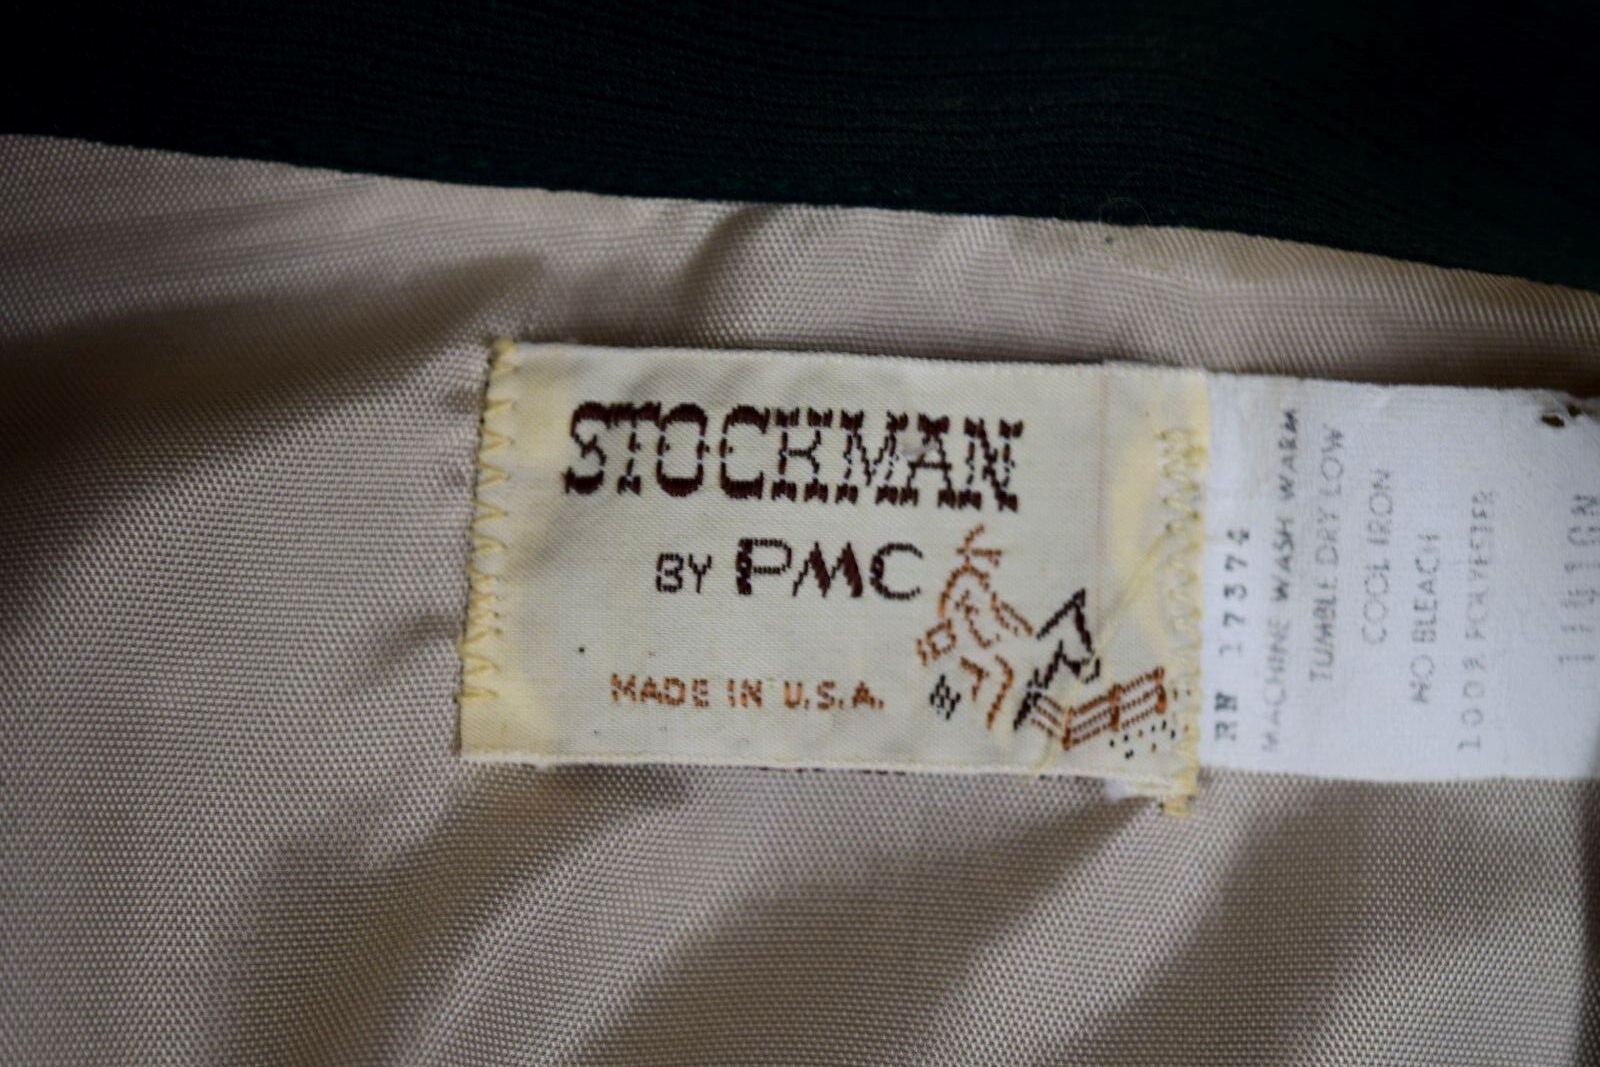 STOCKMAN
BY PMC
MADE IN U.S.A.
RN 17374
MACHINE WASH WARM
TUMBLE DRY LOW
COOL IRON
NO BLEACH
100% POLYESTER